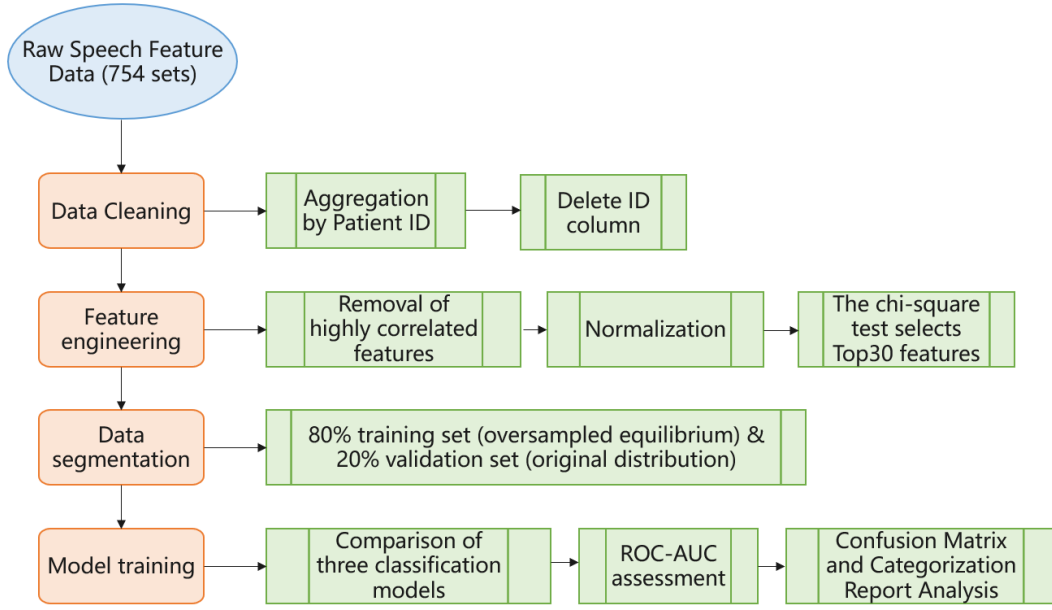 Raw Speech Feature
Data (754 sets)
Data Cleaning
Aggregation
by Patient ID
Delete ID
column
Feature
engineering
Removal of
highly correlated
features
Normalization
The chi-square
test selects
Top30 features
Data
segmentation
80% training set (oversampled equilibrium) &
20% validation set (original distribution)
Model training
Comparison of
three classification
models
ROC-AUC
assessment
Confusion Matrix
and Categorization
Report Analysis